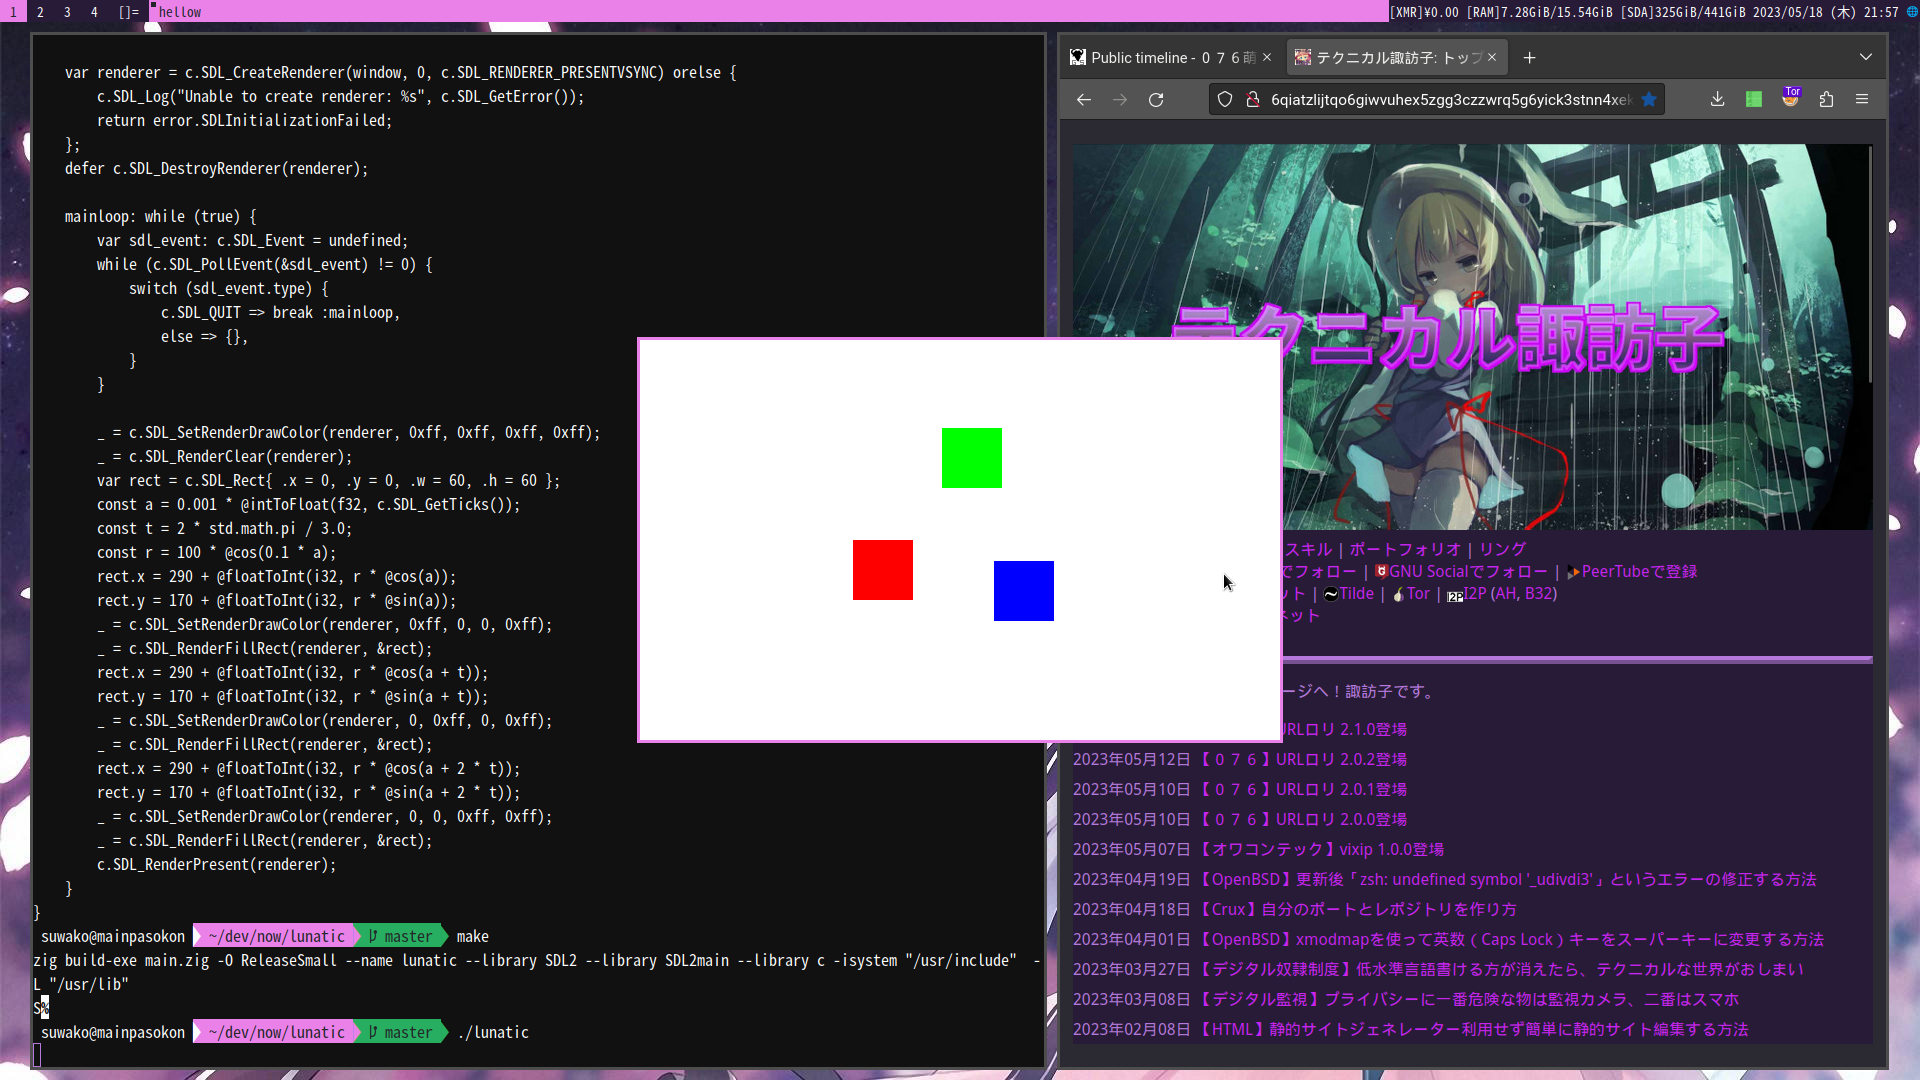 1 2 3 4 []= hellow
[XMR]¥0.00 [RAM]7.28GiB/15.54GiB [SDA]325GiB/441GiB 2023/05/18 (木) 21:57
var renderer = c.SDL_CreateRenderer(window, 0, c.SDL_RENDERER_PRESENTVSYNC) orelse {
c.SDL_Log("Unable to create renderer: %s", c.SDL_GetError());
return error.SDLInitializationFailed;
};
defer c.SDL_DestroyRenderer(renderer);
mainloop: while (true) {
var sdl_event: c.SDL_Event = undefined;
while (c.SDL_PollEvent(&sdl_event) != 0) {
switch (sdl_event.type) {
c.SDL_QUIT => break :mainloop,
else => {},
}
}
_ = c.SDL_SetRenderDrawColor(renderer, 0xff, 0xff, 0xff, 0xff);
_ = c.SDL_RenderClear(renderer);
var rect = c.SDL_Rect{ .x = 0, .y = 0, .w = 60, .h = 60 };
const a = 0.001 * @intToFloat(f32, c.SDL_GetTicks());
const t = 2 * std.math.pi / 3.0;
const r = 100 * @cos(0.1 * a);
rect.x = 290 + @floatToInt(i32, r * @cos(a));
rect.y = 170 + @floatToInt(i32, r * @sin(a));
_ = c.SDL_SetRenderDrawColor(renderer, 0xff, 0, 0, 0xff);
_ = c.SDL_RenderFillRect(renderer, &rect);
rect.x = 290 + @floatToInt(i32, r * @cos(a + t));
rect.y = 170 + @floatToInt(i32, r * @sin(a + t));
_ = c.SDL_SetRenderDrawColor(renderer, 0, 0xff, 0, 0xff);
_ = c.SDL_RenderFillRect(renderer, &rect);
rect.x = 290 + @floatToInt(i32, r * @cos(a + 2 * t));
rect.y = 170 + @floatToInt(i32, r * @sin(a + 2 * t));
_ = c.SDL_SetRenderDrawColor(renderer, 0, 0, 0xff, 0xff);
_ = c.SDL_RenderFillRect(renderer, &rect);
c.SDL_RenderPresent(renderer);
}
}
suwako@mainpasokon ~/dev/now/lunatic master make
zig build-exe main.zig -O ReleaseSmall --name lunatic --library SDL2 --library SDL2main --library c -isystem "/usr/include" -
L "/usr/lib"
S%
suwako@mainpasokon ~/dev/now/lunatic master ./lunatic
Public timeline - ０７６萌
テクニカル諏訪子: トップ
6qiatzlijtqo6giwvuhex5zgg3czzwrq5g6yick3stnn4xek
Tor
テクニカル諏訪子
スキル | ポートフォリオ | リング
でフォロー | GNU Socialでフォロー | PeerTubeで登録
ット | Tilde | Tor | I2P (AH, B32)
ネット
ージへ！諏訪子です。
URLロリ 2.1.0登場
2023年05月12日 【０７６】URLロリ 2.0.2登場
2023年05月10日 【０７６】URLロリ 2.0.1登場
2023年05月10日 【０７６】URLロリ 2.0.0登場
2023年05月07日 【オワコンテック】vixip 1.0.0登場
2023年04月19日 【OpenBSD】更新後「zsh: undefined symbol '_udivdi3'」というエラーの修正する方法
2023年04月18日 【Crux】自分のポートとレポジトリを作り方
2023年04月01日 【OpenBSD】xmodmapを使って英数（Caps Lock）キーをスーパーキーに変更する方法
2023年03月27日 【デジタル奴隷制度】低水準言語書ける方が消えたら、テクニカルな世界がおしまい
2023年03月08日 【デジタル監視】プライバシーに一番危険な物は監視カメラ、二番はスマホ
2023年02月08日 【HTML】静的サイトジェネレーター利用せず簡単に静的サイト編集する方法